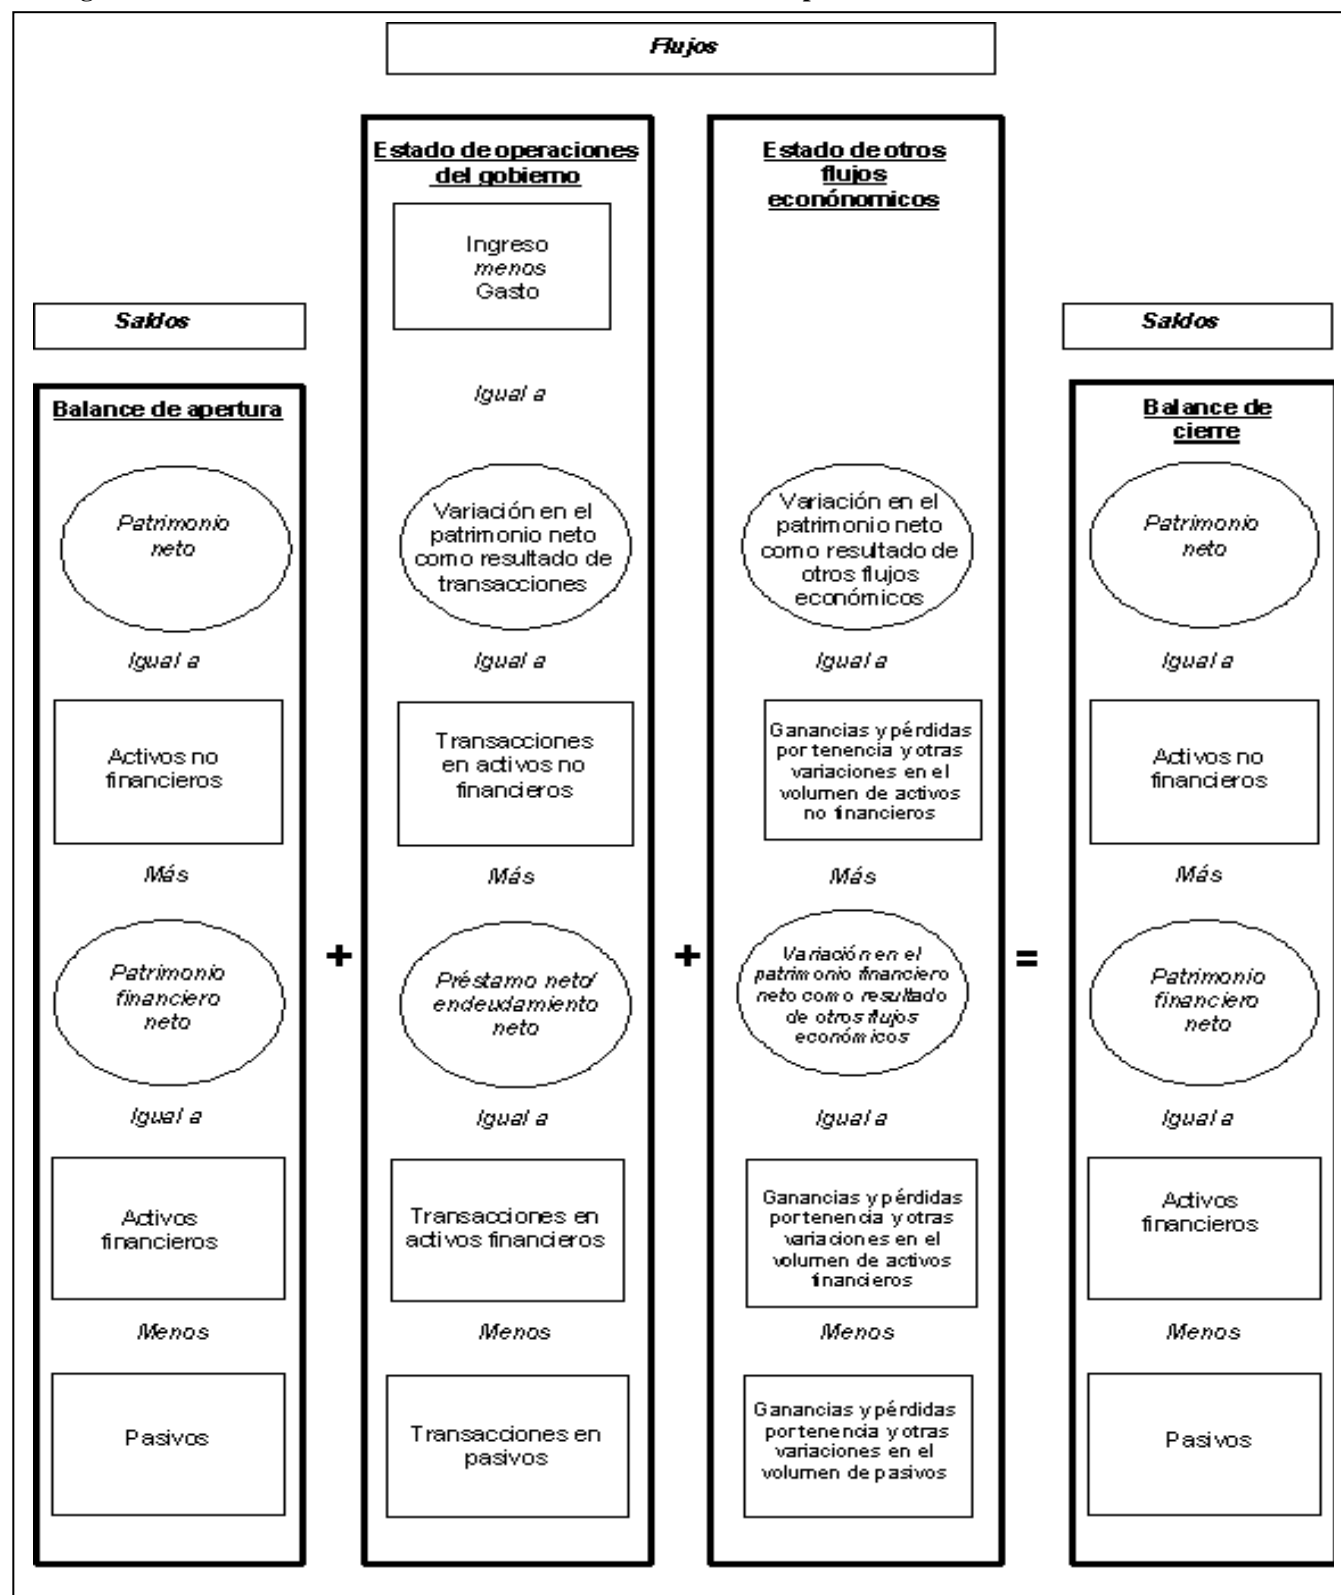 Flujos
Estado de operaciones
del gobierno
Ingreso
menos
Gasto
Igual a
Estado de otros
flujos
econónomicos
Saldos
Balance de apertura
Patrimonio
neto
Igual a
Activos no
financieros
Más
Patrimonio
financiero
neto
Igual a
Activos
financieros
Menos
Pasivos
+
Variación en el
patrimonio neto
como resultado de
transacciones
Igual a
Transacciones
en activos no
financieros
Más
Préstamo neto/
endeudamiento
neto
Igual a
Transacciones en
activos financieros
Menos
Transacciones en
pasivos
+
Variación en el
patrimonio neto
como resultado de
otros flujos
económicos
Igual a
Ganancias y pérdidas
por tenencia y otras
variaciones en el
volumen de activos
no financieros
Más
Variación en el
patrimonio financiero
neto como resultado
de otros flujos
económicos
Igual a
Ganancias y pérdidas
por tenencia y otras
variaciones en el
volumen de activos
financieros
Menos
Ganancias y pérdidas
por tenencia y otras
variaciones en el
volumen de pasivos
=
Saldos
Balance de
cierre
Patrimonio
neto
Igual a
Activos no
financieros
Más
Patrimonio
financiero
neto
Igual a
Activos
financieros
Menos
Pasivos